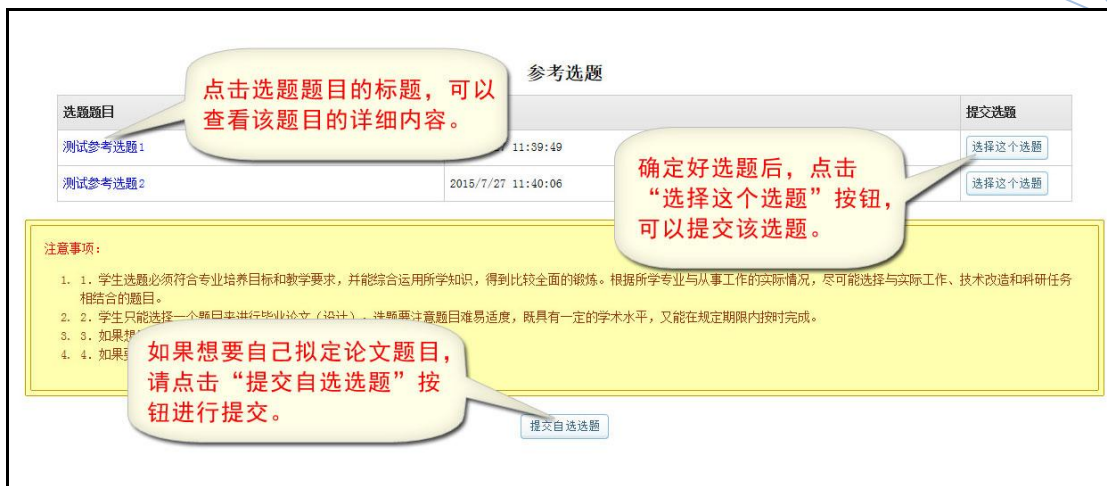 参考选题
点击选题题目的标题，可以
查看该题目的详细内容。
选题题目
提交选题
测试参考选题1
11:39:49
选择这个选题
确定好选题后，点击
“选择这个选题”按钮，
可以提交该选题。
测试参考选题2
2015/7/27 11:40:06
选择这个选题
注意事项：
1. 1. 学生选题必须符合专业培养目标和教学要求，并能综合运用所学知识，得到比较全面的锻炼。根据所学专业与从事工作的实际情况，尽可能选择与实际工作、技术改造和科研任务
相结合的题目。
2. 2. 学生只能选择一个题目来进行毕业论文（设计），选题要注意题目难易适度，既具有一定的学术水平，又能在规定期限内按时完成。
3. 3. 如果想
4. 4. 如果
如果想要自己拟定论文题目，
请点击“提交自选选题”按
钮进行提交。
提交自选选题